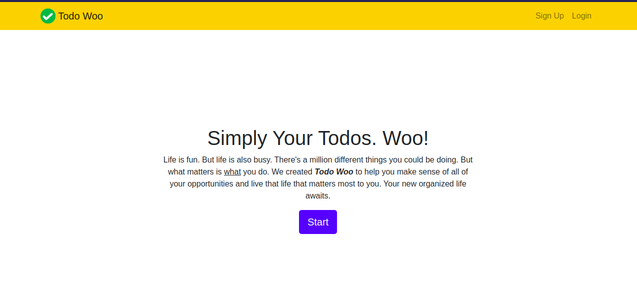 Todo Woo
Sign Up Login
Simply Your Todos. Woo!
Life is fun. But life is also busy. There's a million different things you could be doing. But
what matters is what you do. We created Todo Woo to help you make sense of all of
your opportunities and live that life that matters most to you. Your new organized life
awaits.
Start